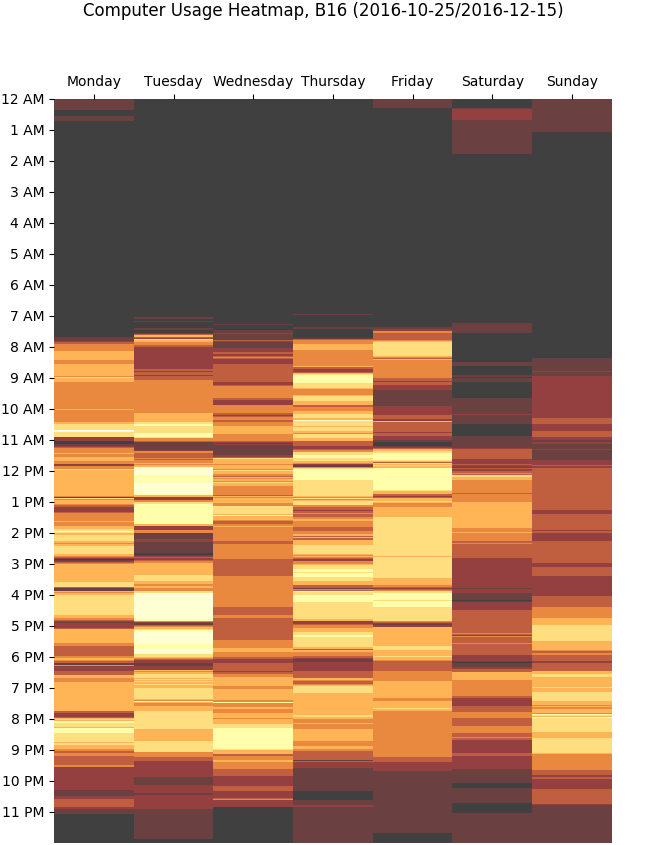 Computer Usage Heatmap, B16 (2016-10-25/2016-12-15)
Monday Tuesday Wednesday Thursday Friday Saturday Sunday
12 AM
1 AM
2 AM
3 AM
4 AM
5 AM
6 AM
7 AM
8 AM
9 AM
10 AM
11 AM
12 PM
1 PM
2 PM
3 PM
4 PM
5 PM
6 PM
7 PM
8 PM
9 PM
10 PM
11 PM